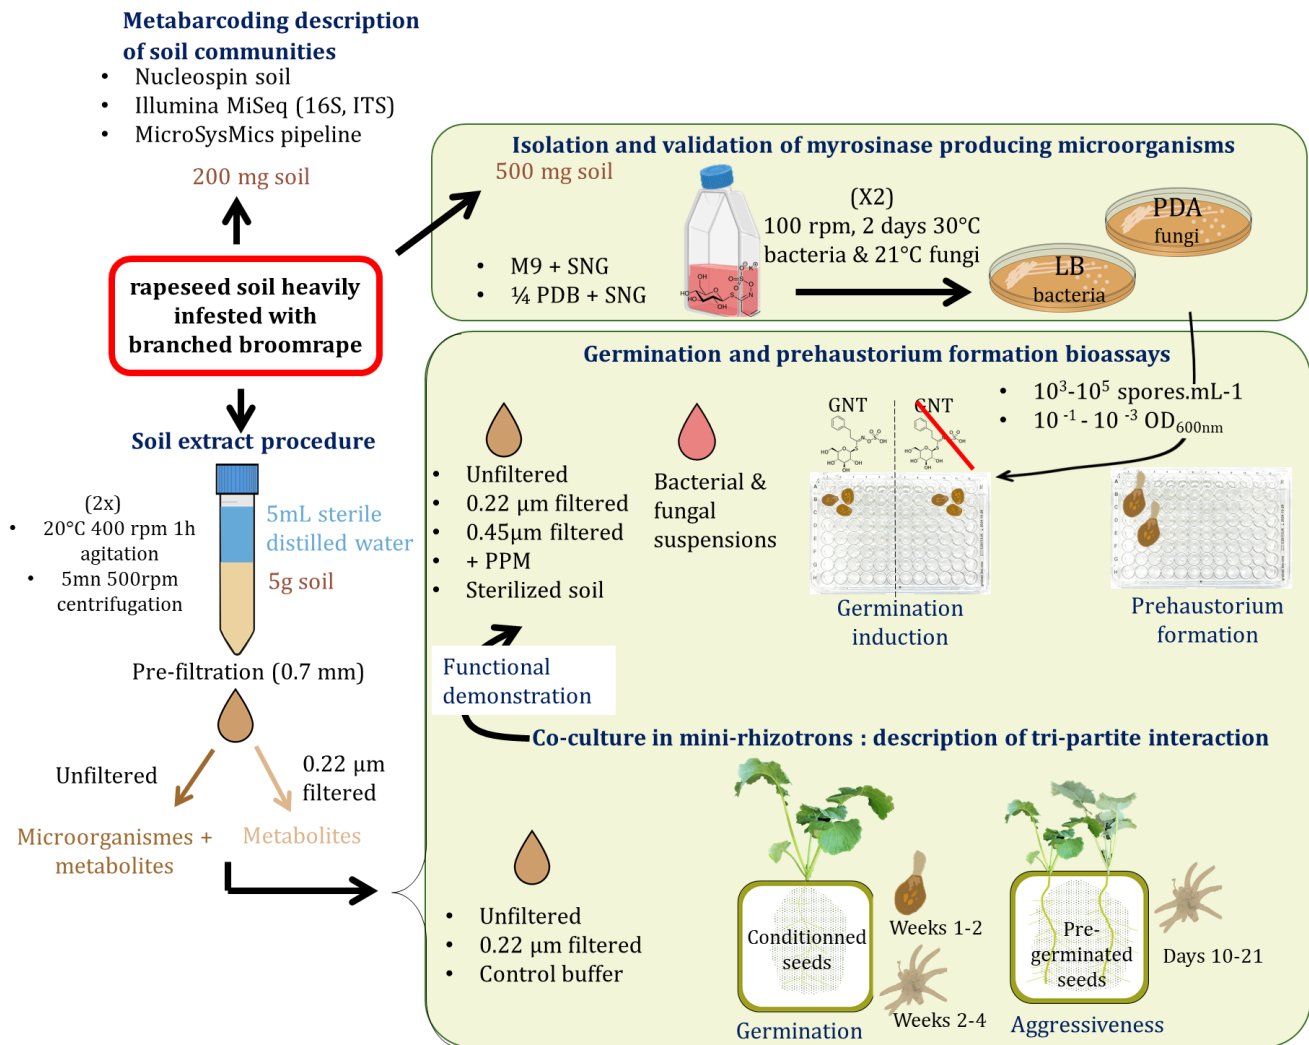 Metabarcoding description
of soil communities
• Nucleospin soil
• Illumina MiSeq (16S, ITS)
• MicroSysMics pipeline
200 mg soil
rapeseed soil heavily
infested with
branched broomrape
Isolation and validation of myrosinase producing microorganisms
500 mg soil
• M9 + SNG
• ¼ PDB + SNG
(X2)
100 rpm, 2 days 30°C
bacteria & 21°C fungi
PDA
fungi
LB
bacteria
Soil extract procedure
(2x)
• 20°C 400 rpm 1h
agitation
• 5mn 500rpm
centrifugation
5mL sterile
distilled water
5g soil
Pre-filtration (0.7 mm)
Unfiltered
0.22 µm
filtered
Microorganismes +
metabolites
Metabolites
Germination and prehaustorium formation bioassays
• Unfiltered
• 0.22 µm filtered
• 0.45µm filtered
• + PPM
• Sterilized soil
Bacterial &
fungal
suspensions
GNT
GNT
• 10³-10⁵ spores.mL-1
• 10 ⁻¹ - 10 ⁻³ OD₆₀₀nm
Germination
induction
Prehaustorium
formation
Functional
demonstration
Co-culture in mini-rhizotrons : description of tri-partite interaction
• Unfiltered
• 0.22 µm filtered
• Control buffer
Conditionned
seeds
Weeks 1-2
Weeks 2-4
Germination
Pre-
germinated
seeds
Days 10-21
Aggressiveness